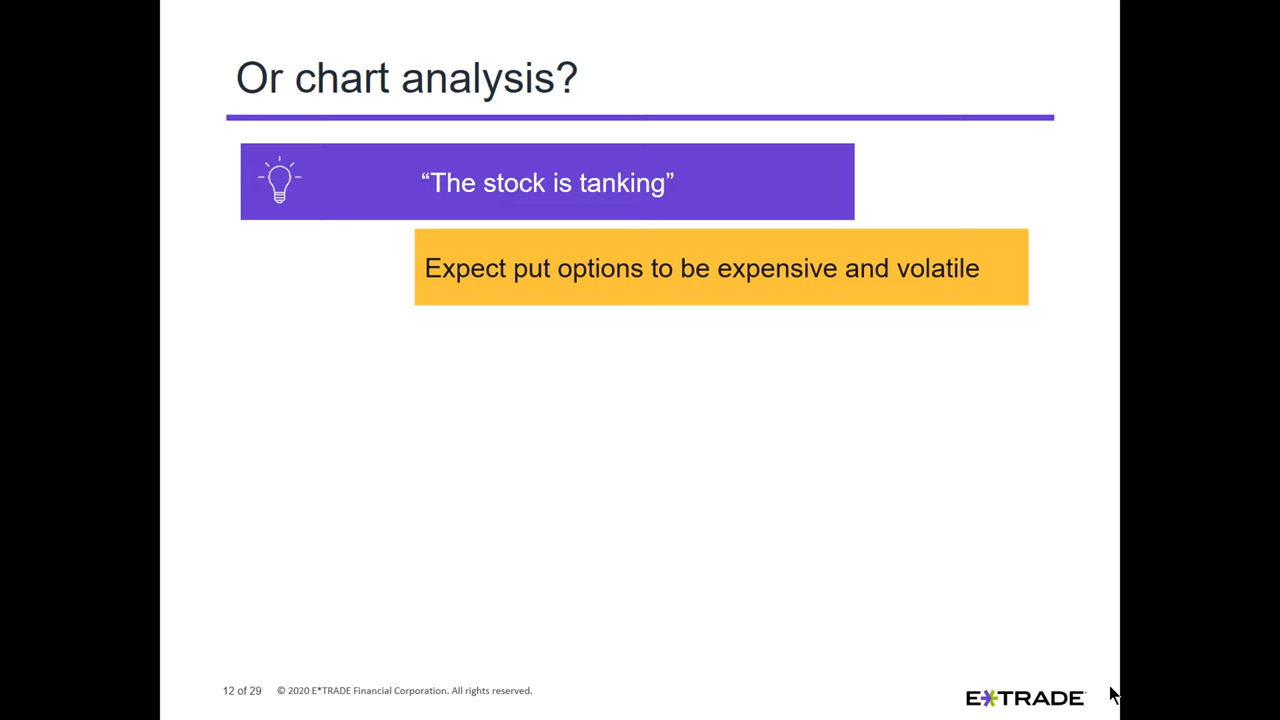 Or chart analysis?
“The stock is tanking”
Expect put options to be expensive and volatile
12 of 29 © 2020 E*TRADE Financial Corporation. All rights reserved.
E*TRADE